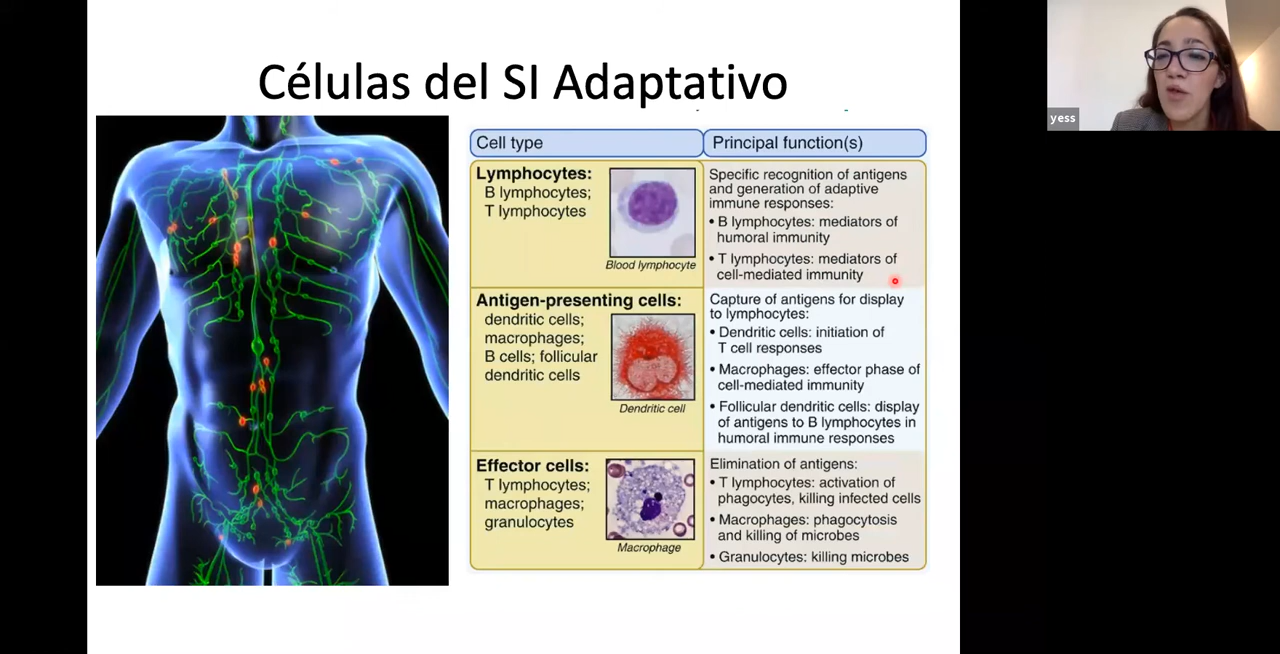 Células del SI Adaptativo
yess
Cell type
Principal function(s)
Lymphocytes:
B lymphocytes;
T lymphocytes
Blood lymphocyte
Specific recognition of antigens
and generation of adaptive
immune responses:
• B lymphocytes: mediators of
humoral immunity
• T lymphocytes: mediators of
cell-mediated immunity
Antigen-presenting cells:
dendritic cells;
macrophages;
B cells; follicular
dendritic cells
Dendritic cell
Capture of antigens for display
to lymphocytes:
• Dendritic cells: initiation of
T cell responses
• Macrophages: effector phase of
cell-mediated immunity
• Follicular dendritic cells: display
of antigens to B lymphocytes in
humoral immune responses
Effector cells:
T lymphocytes;
macrophages;
granulocytes
Macrophage
Elimination of antigens:
• T lymphocytes: activation of
phagocytes, killing infected cells
• Macrophages: phagocytosis
and killing of microbes
• Granulocytes: killing microbes